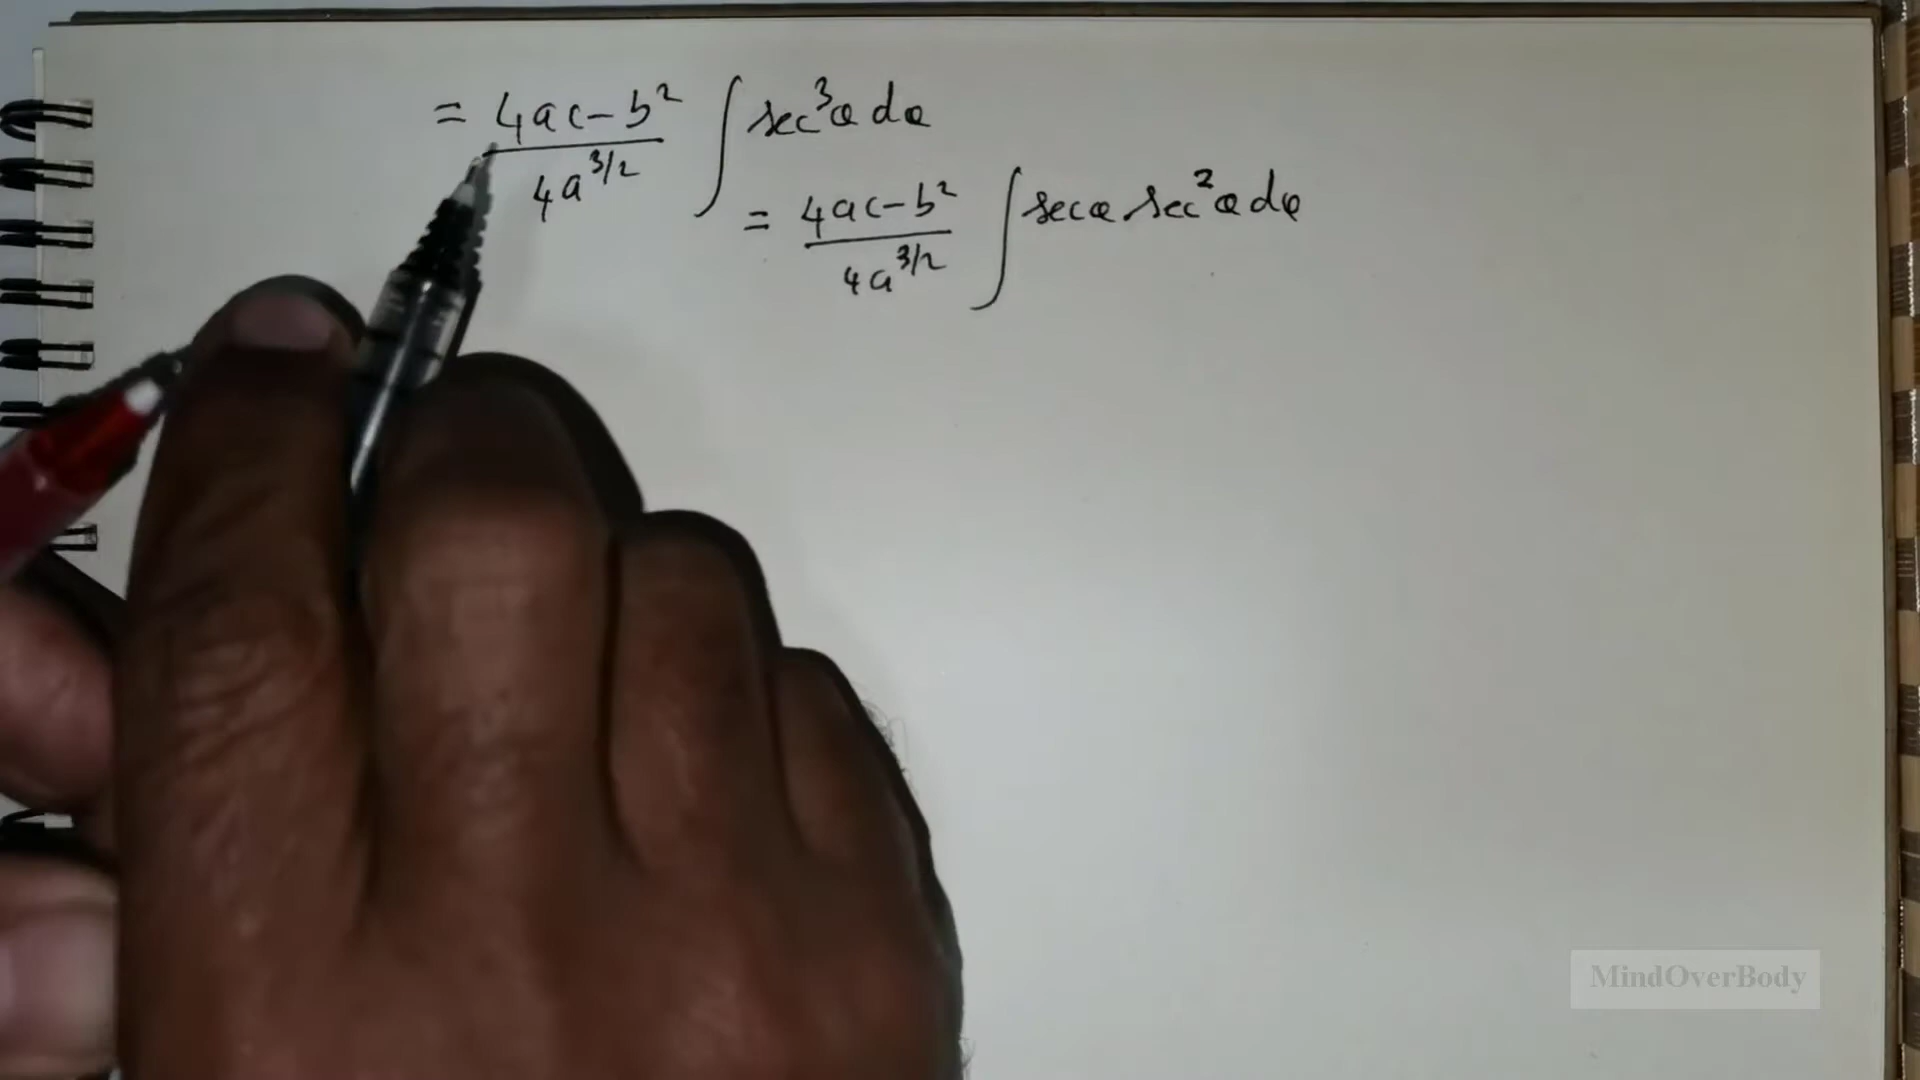 = 4ac-b² / 4a^3/2 ∫ sec³θ dθ
= 4ac-b² / 4a^3/2 ∫ secθ sec²θ dθ
MindOverBody